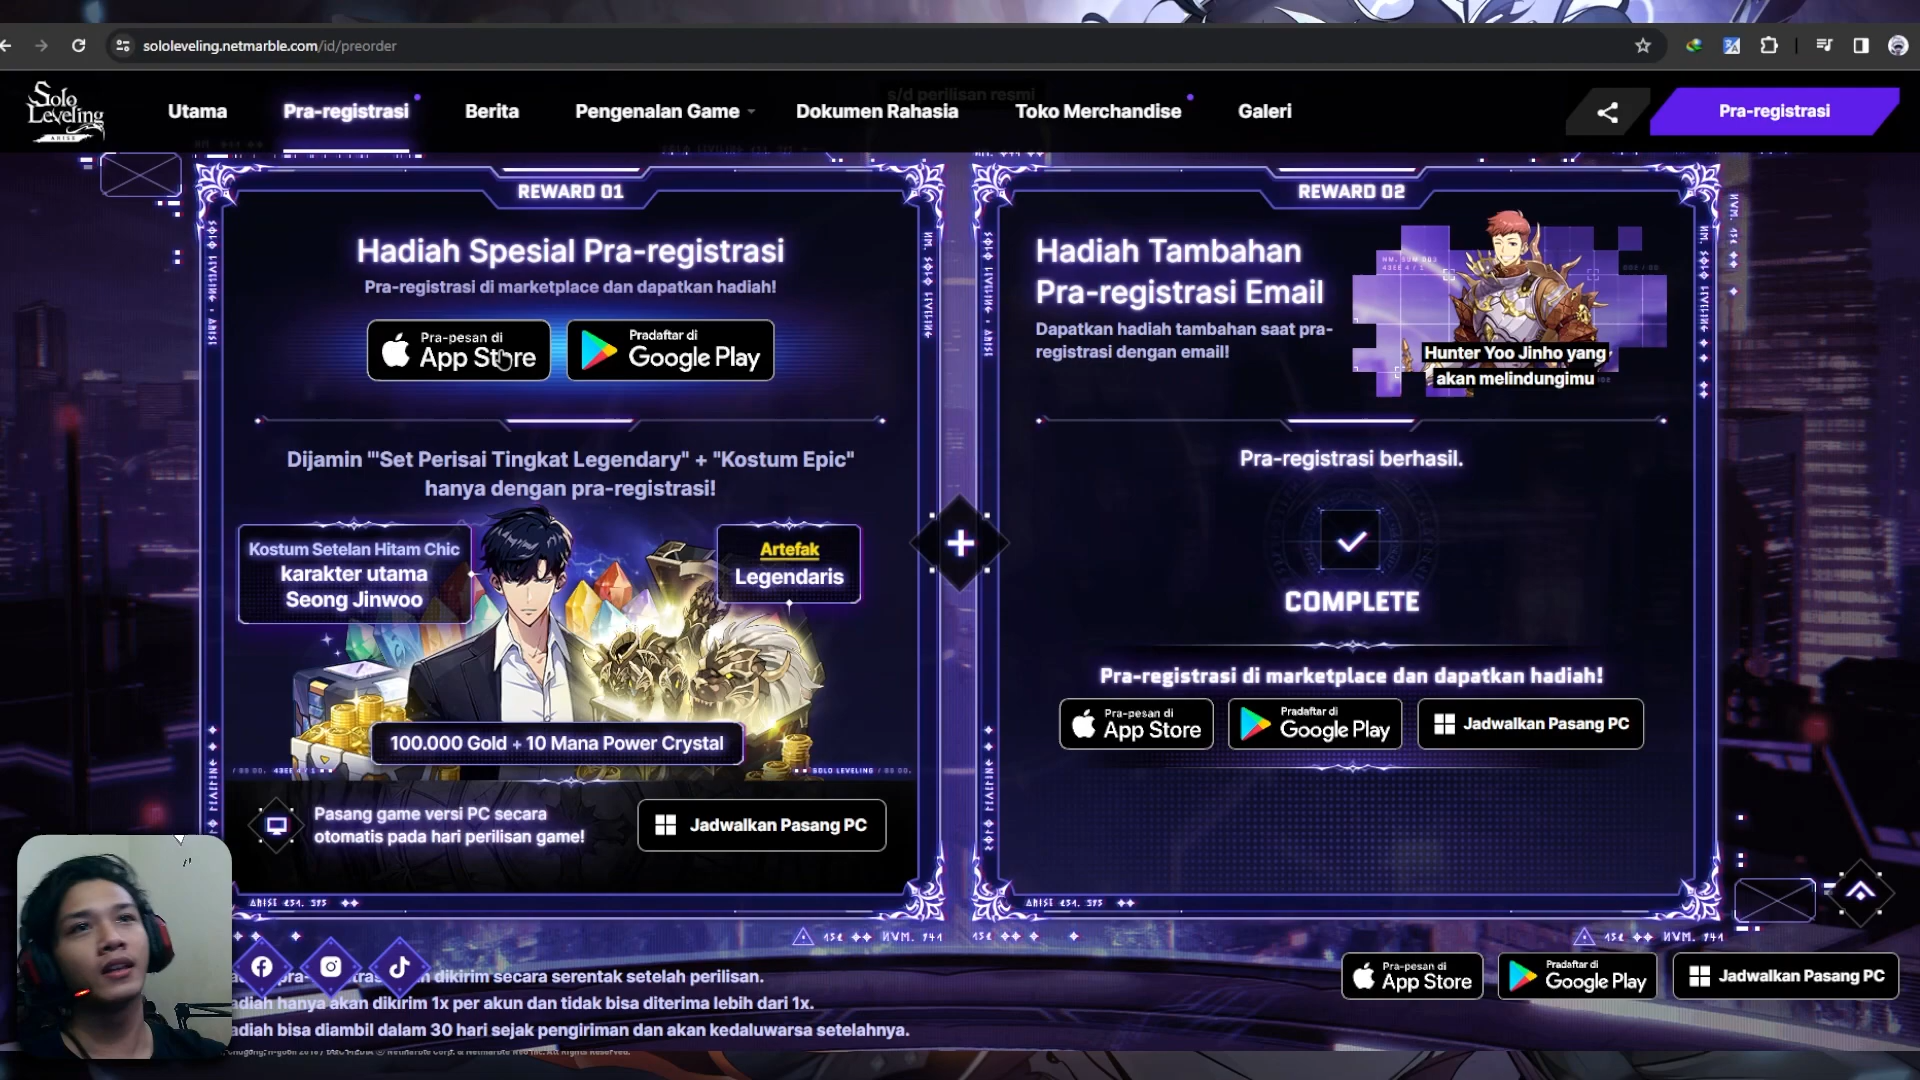 sololeveling.netmarble.com/id/preorder
Solo
Leveling
ARISE
Utama
Pra-registrasi
Berita
Pengenalan Game
s/d perilisan resmi
Dokumen Rahasia
Toko Merchandise
Galeri
Pra-registrasi
REWARD 01
Hadiah Spesial Pra-registrasi
Pra-registrasi di marketplace dan dapatkan hadiah!
Pra-pesan di
App Store
Pradaftar di
Google Play
Dijamin "'Set Perisai Tingkat Legendary" + "Kostum Epic"
hanya dengan pra-registrasi!
Kostum Setelan Hitam Chic
karakter utama
Seong Jinwoo
Artefak
Legendaris
100.000 Gold + 10 Mana Power Crystal
Pasang game versi PC secara
otomatis pada hari perilisan game!
Jadwalkan Pasang PC
REWARD 02
Hadiah Tambahan
Pra-registrasi Email
Dapatkan hadiah tambahan saat pra-
registrasi dengan email!
Hunter Yoo Jinho yang
akan melindungimu
Pra-registrasi berhasil.
COMPLETE
Pra-registrasi di marketplace dan dapatkan hadiah!
Pra-pesan di
App Store
Pradaftar di
Google Play
Jadwalkan Pasang PC
dikirim secara serentak setelah perilisan.
hanya akan dikirim 1x per akun dan tidak bisa diterima lebih dari 1x.
bisa diambil dalam 30 hari sejak pengiriman dan akan kedaluwarsa setelahnya.
Pra-pesan di
App Store
Pradaftar di
Google Play
Jadwalkan Pasang PC